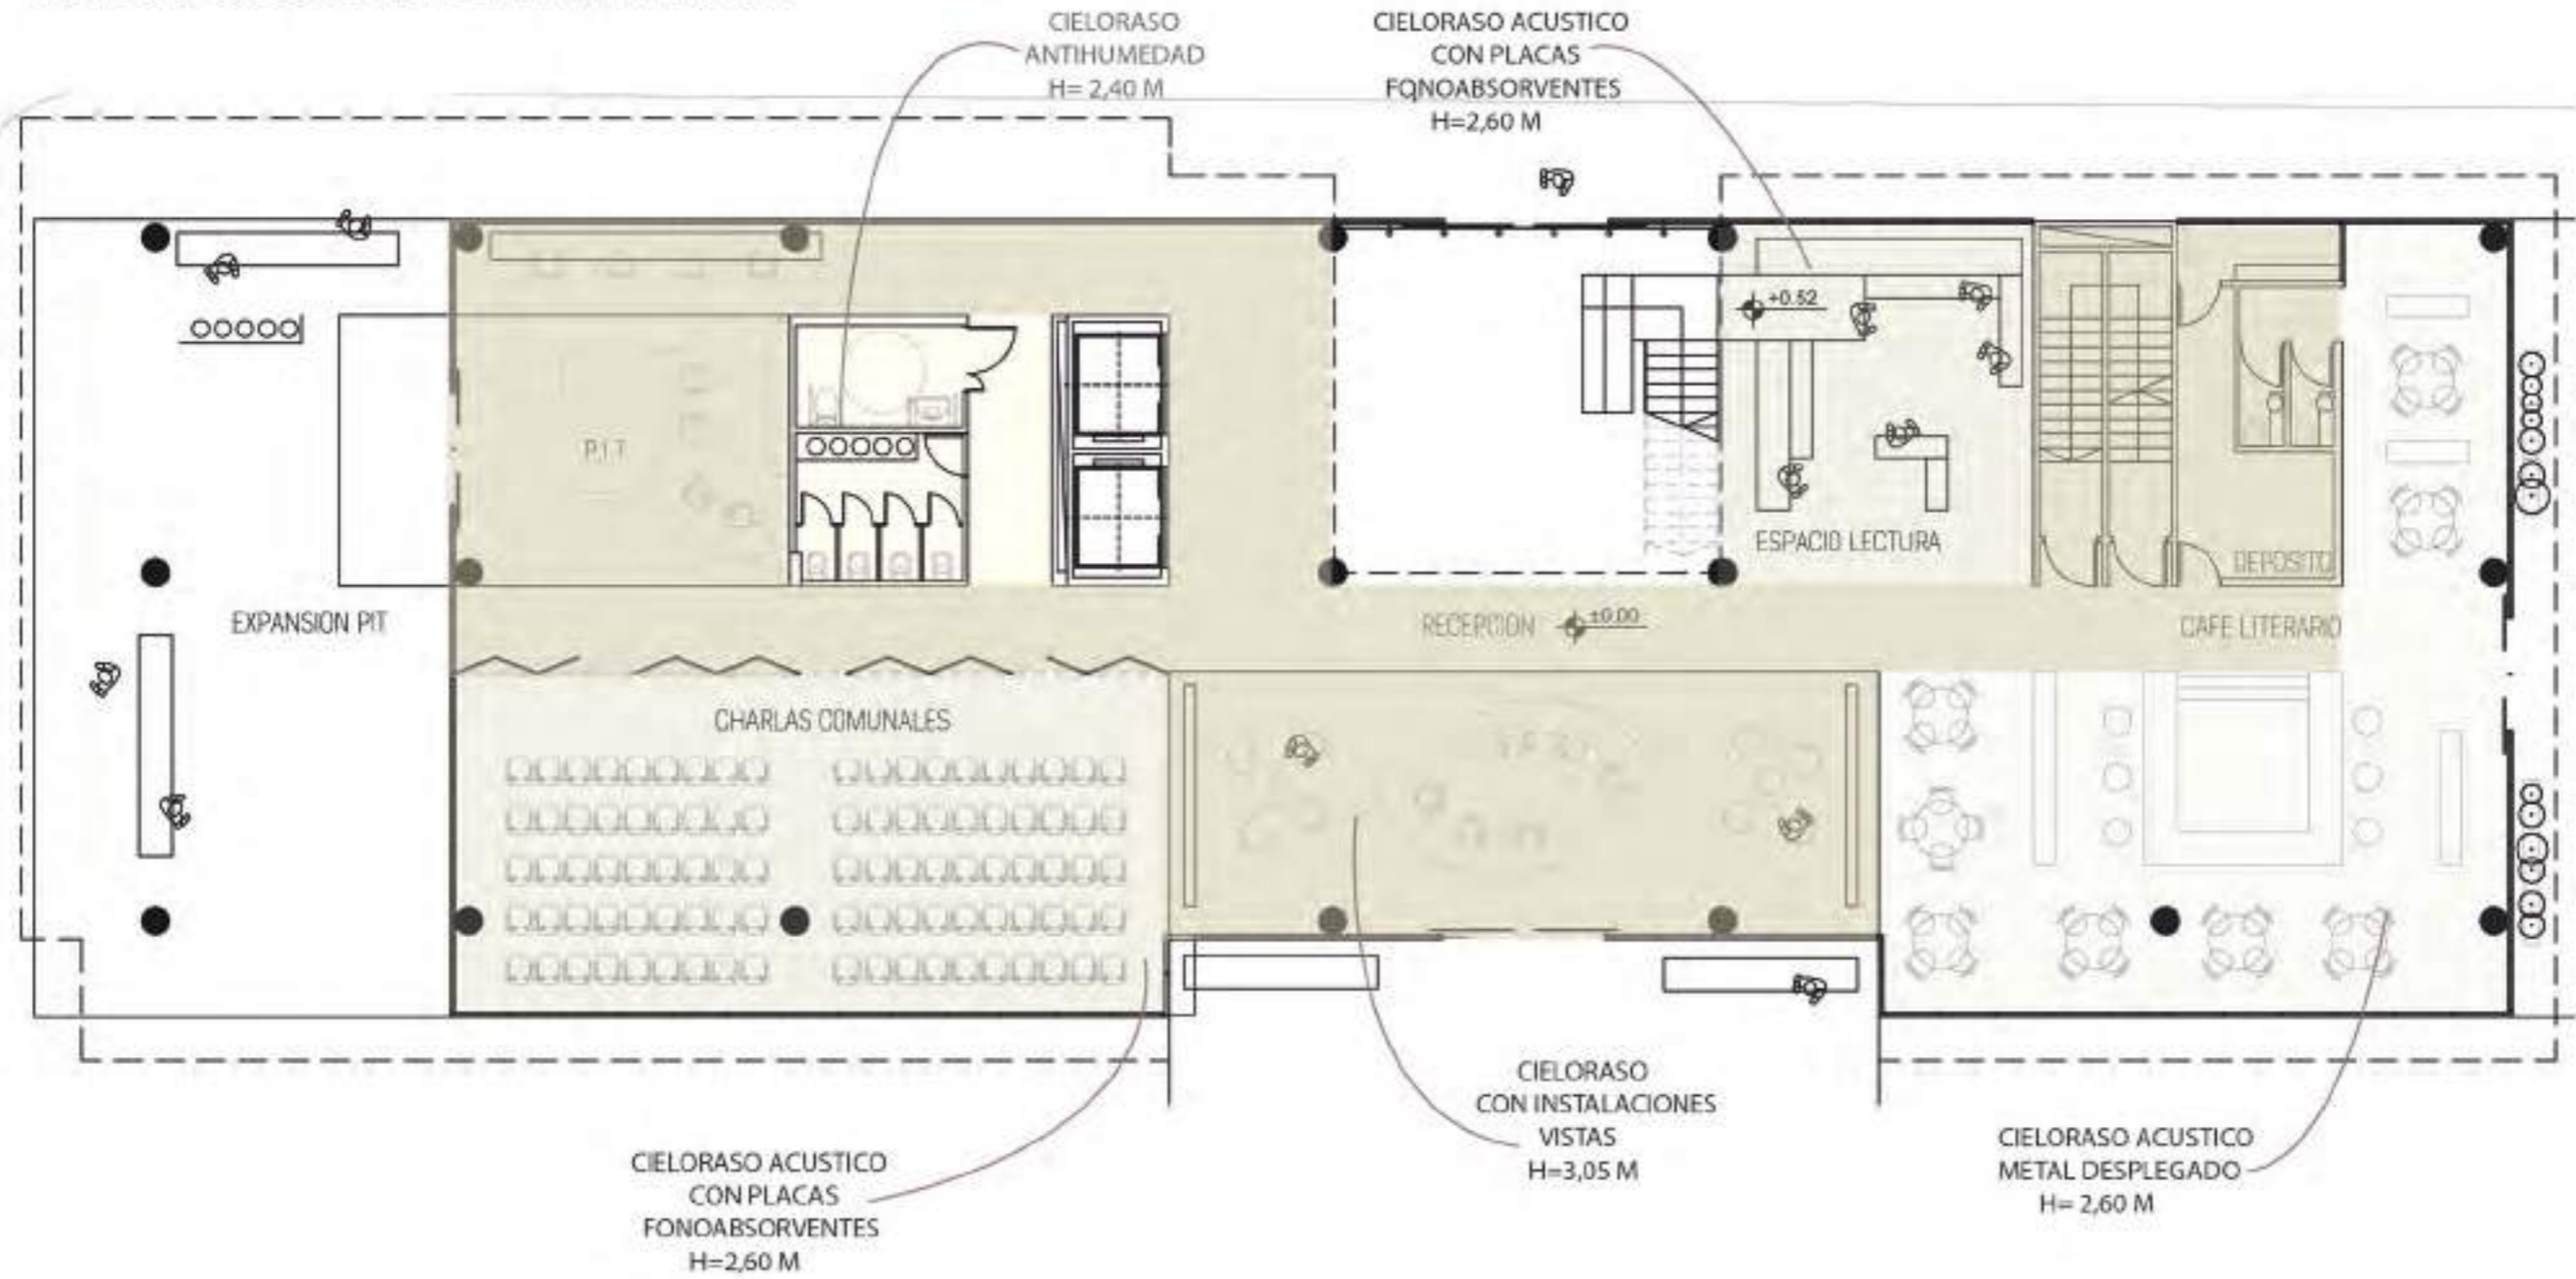 CIELORASO
ANTIHUMEDAD
H= 2,40 M
CIELORASO ACUSTICO
CON PLACAS
FONOABSORVENTES
H=2,60 M
+0.52
P.I.T
ESPACIO LECTURA
DEPOSITO
EXPANSION PIT
RECEPCION
±0,00
CAFE LITERARIO
CHARLAS COMUNALES
CIELORASO
CON INSTALACIONES
VISTAS
H=3,05 M
CIELORASO ACUSTICO
METAL DESPLEGADO
H= 2,60 M
CIELORASO ACUSTICO
CON PLACAS
FONOABSORVENTES
H=2,60 M